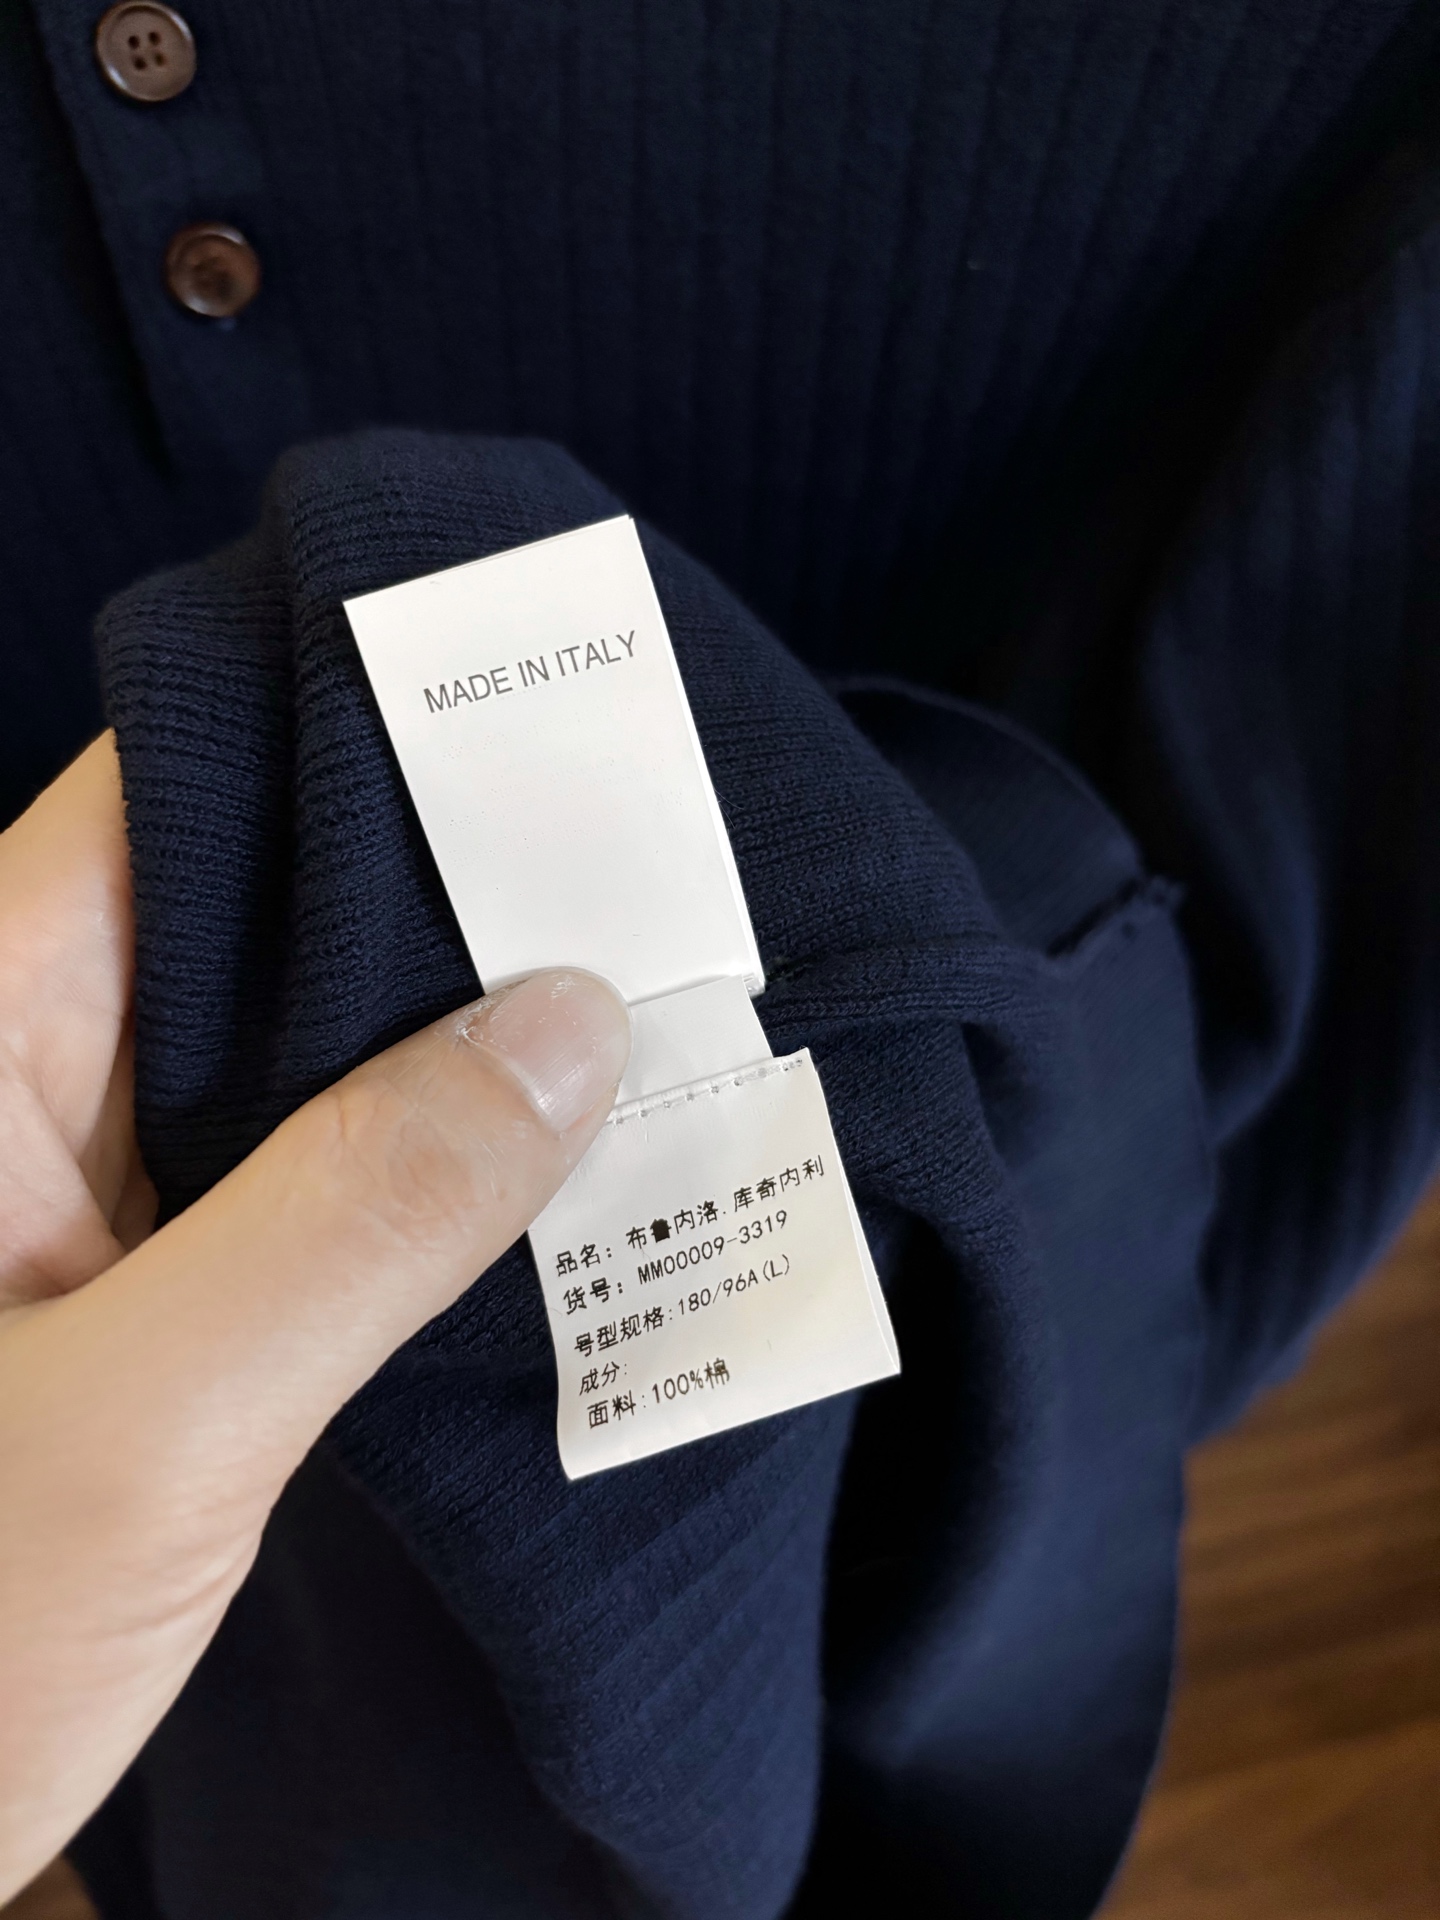 MADE IN ITALY
品名：布鲁内洛.库奇内利
货号：MM00009-3319
号型规格:180/96A(L)
成分:
面料:100%棉